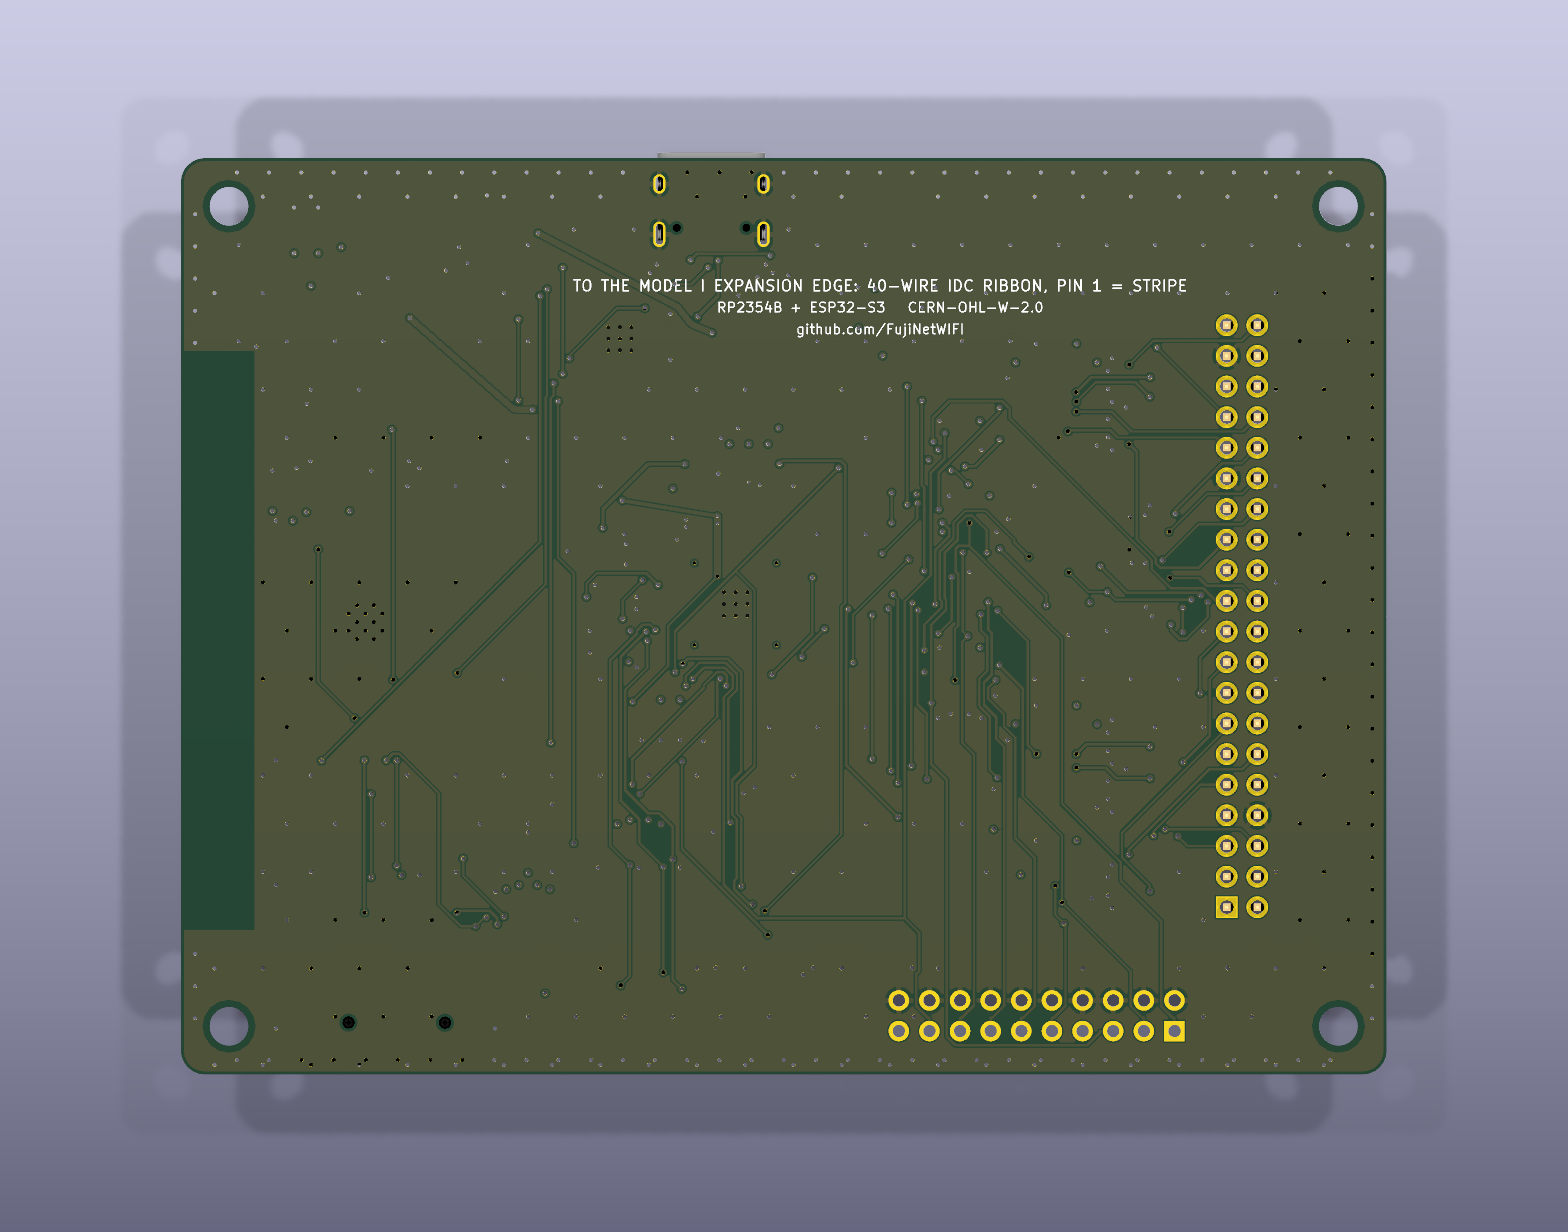 TO THE MODEL I EXPANSION EDGE: 40-WIRE IDC RIBBON, PIN 1 = STRIPE
RP2354B + ESP32-S3 CERN-OHL-W-2.0
github.com/FujiNetWIFI